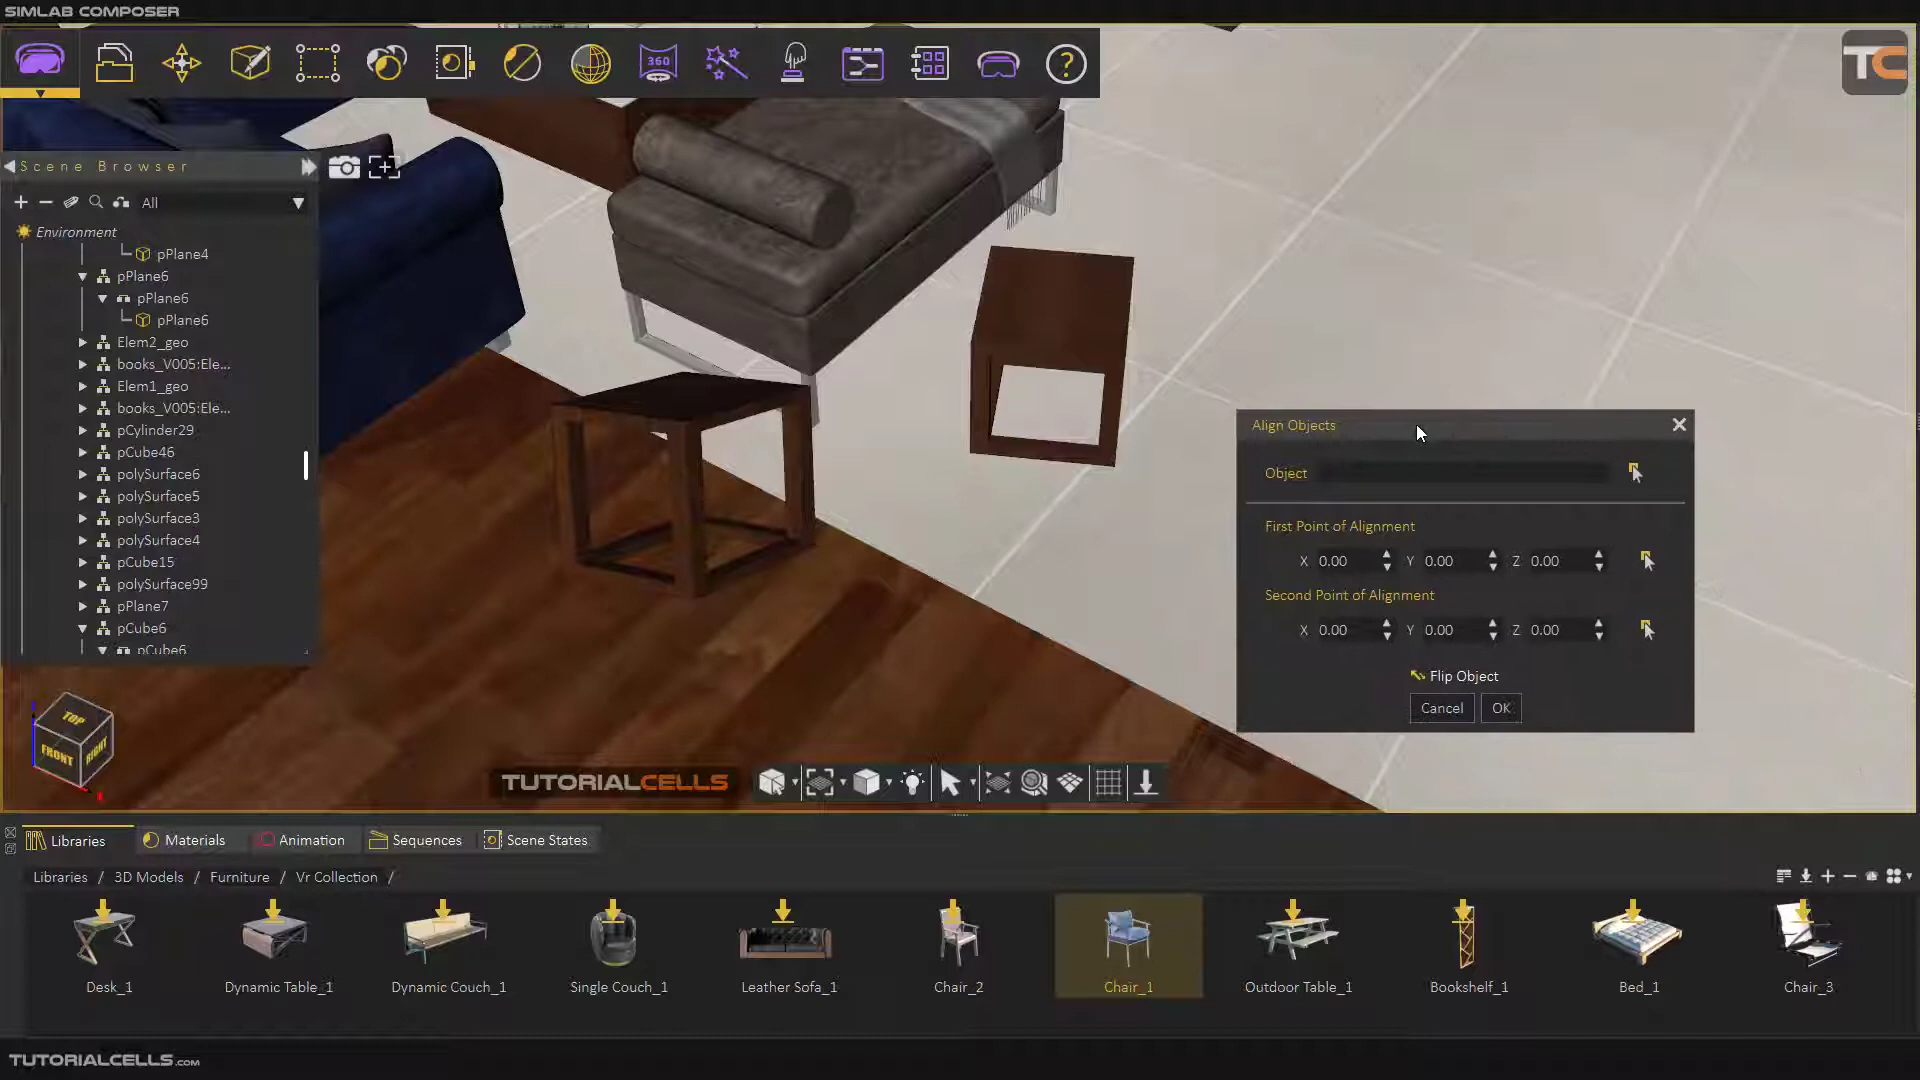 SIMLAB COMPOSER
360
?
TC
Scene Browser
All
Environment
pPlane4
pPlane6
pPlane6
pPlane6
Elem2_geo
books_V005:Ele...
Elem1_geo
books_V005:Ele...
pCylinder29
pCube46
polySurface6
polySurface5
polySurface3
polySurface4
pCube15
polySurface99
pPlane7
pCube6
pCube6
Align Objects
Object
First Point of Alignment
X 0.00 Y 0.00 Z 0.00
Second Point of Alignment
X 0.00 Y 0.00 Z 0.00
Flip Object
Cancel OK
TOP
FRONT RIGHT
TUTORIALCELLS
Libraries Materials Animation Sequences Scene States
Libraries / 3D Models / Furniture / Vr Collection /
Desk_1 Dynamic Table_1 Dynamic Couch_1 Single Couch_1 Leather Sofa_1 Chair_2 Chair_1 Outdoor Table_1 Bookshelf_1 Bed_1 Chair_3
TUTORIALCELLS.com